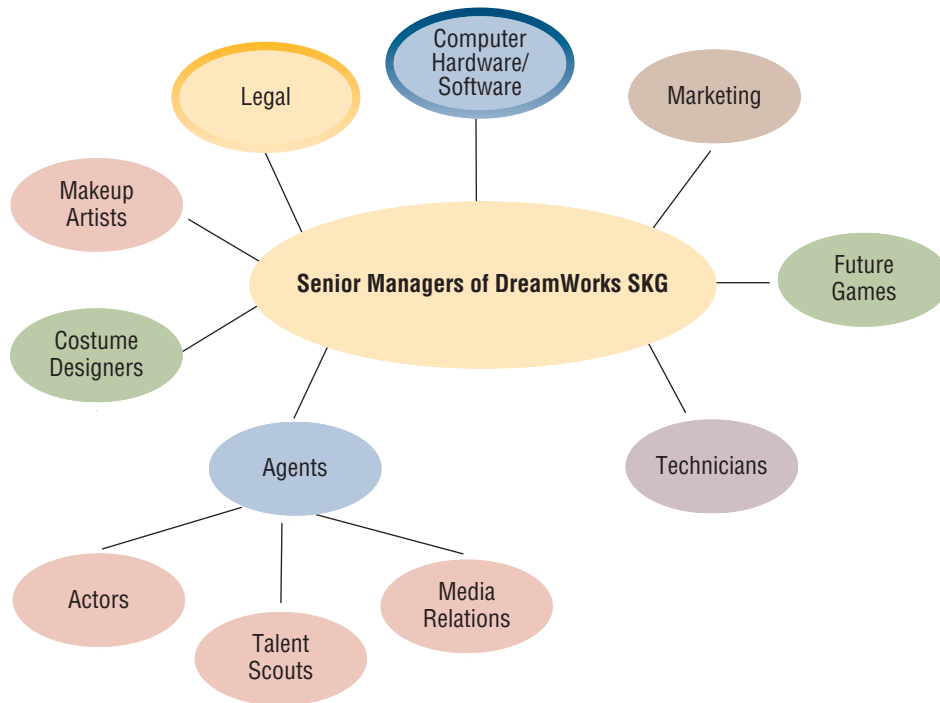 Computer
Hardware/
Software
Legal
Marketing
Makeup
Artists
Senior Managers of DreamWorks SKG
Future
Games
Costume
Designers
Agents
Technicians
Actors
Talent
Scouts
Media
Relations